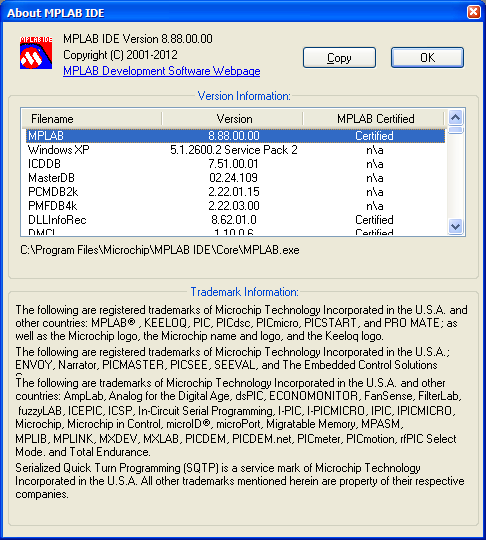 About MPLAB IDE
MPLAB IDE
MPLAB IDE Version 8.88.00.00
Copyright (C) 2001-2012
MPLAB Development Software Webpage
Copy
OK
Version Information:
Filename Version MPLAB Certified
MPLAB 8.88.00.00 Certified
Windows XP 5.1.2600.2 Service Pack 2 n\a
ICDDB 7.51.00.01 n\a
MasterDB 02.24.109 n\a
PCMDB2k 2.22.01.15 n\a
PMFDB4k 2.22.03.00 n\a
DLLInfoRec 8.62.01.0 Certified
DMCI 1.10.0.6 Certified
C:\Program Files\Microchip\MPLAB IDE\Core\MPLAB.exe
Trademark Information:
The following are registered trademarks of Microchip Technology Incorporated in the U.S.A. and
other countries: MPLAB® , KEELOQ, PIC, PICdsc, PICmicro, PICSTART, and PRO MATE; as
well as the Microchip logo, the Microchip name and logo, and the Keeloq logo.
The following are registered trademarks of Microchip Technology Incorporated in the U.S.A.;
ENVOY, Narrator, PICMASTER, PICSEE, SEEVAL, and The Embedded Control Solutions
The following are trademarks of Microchip Technology Incorporated in the U.S.A. and other
countries: AmpLab, Analog for the Digital Age, dsPIC, ECONOMONITOR, FanSense, FilterLab,
fuzzyLAB, ICEPIC, ICSP, In-Circuit Serial Programming, I-PIC, I-PICMICRO, IPIC, IPICMICRO,
Microchip, Microchip in Control, microID®, microPort, Migratable Memory, MPASM,
MPLIB, MPLINK, MXDEV, MXLAB, PICDEM, PICDEM.net, PICmeter, PICmotion, rfPIC Select
Mode. and Total Endurance.
Serialized Quick Turn Programming (SQTP) is a service mark of Microchip Technology
Incorporated in the U.S.A. All other trademarks mentioned herein are property of their respective
companies.